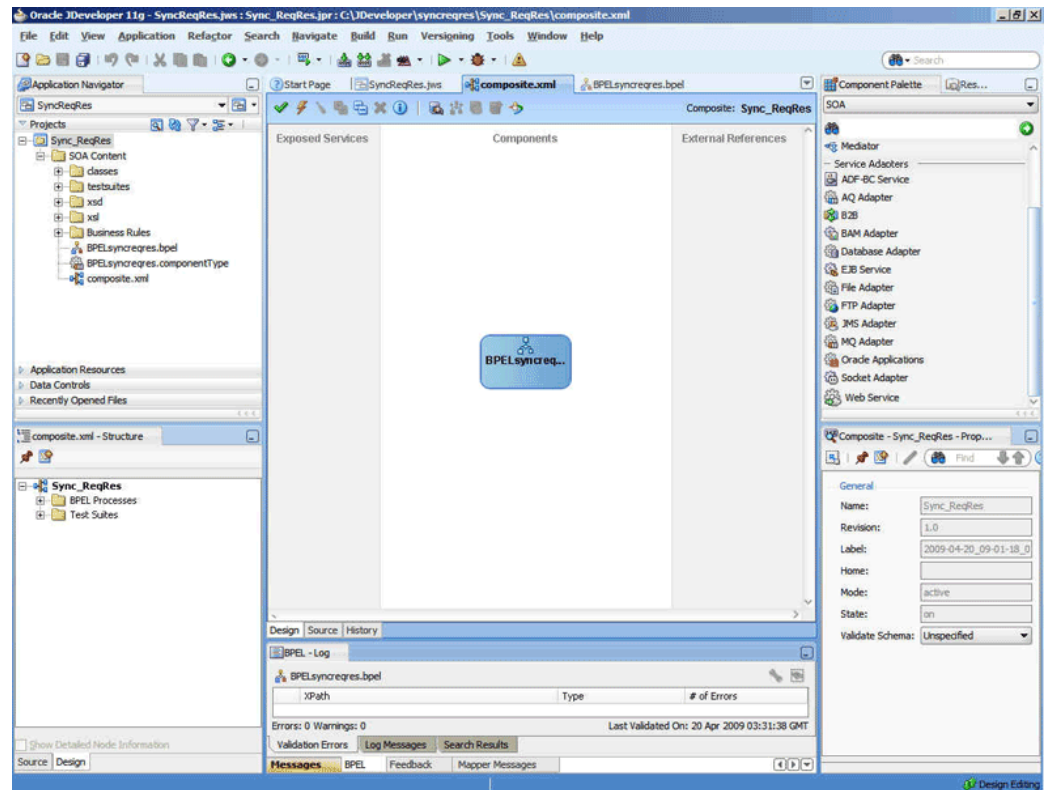 Oracle JDeveloper 11g - SyncReqRes.jws : Sync_ReqRes.jpr : C:\JDeveloper\syncreqres\Sync_ReqRes\composite.xml
File Edit View Application Refactor Search Navigate Build Run Versioning Tools Window Help
Search
Application Navigator
SyncReqRes
Projects
Sync_ReqRes
SOA Content
classes
testsuites
xsd
xsl
Business Rules
BPELsyncreqres.bpel
BPELsyncreqres.componentType
composite.xml
Application Resources
Data Controls
Recently Opened Files
composite.xml - Structure
Sync_ReqRes
BPEL Processes
Test Suites
Show Detailed Node Information
Source Design
Start Page SyncReqRes.jws composite.xml BPELsyncreqres.bpel
Composite: Sync_ReqRes
Exposed Services Components External References
BPELsyncreq...
Design Source History
BPEL - Log
BPELsyncreqres.bpel
XPath Type # of Errors
Errors: 0 Warnings: 0 Last Validated On: 20 Apr 2009 03:31:38 GMT
Validation Errors Log Messages Search Results
Messages BPEL Feedback Mapper Messages
Component Palette Res...
SOA
Mediator
Service Adapters
ADF-BC Service
AQ Adapter
B2B
BAM Adapter
Database Adapter
EJB Service
File Adapter
FTP Adapter
JMS Adapter
MQ Adapter
Oracle Applications
Socket Adapter
Web Service
Composite - Sync_ReqRes - Prop...
Find
General
Name: Sync_ReqRes
Revision: 1.0
Label: 2009-04-20_09-01-18_0
Home:
Mode: active
State: on
Validate Schema: Unspecified
Design Editing